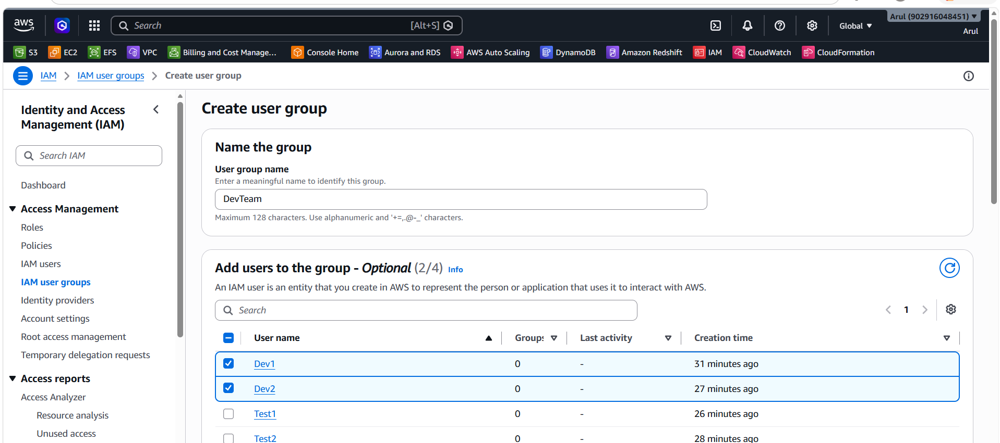 aws
Search [Alt+S]
Global
Arul (902916048451)
Arul
S3 EC2 EFS VPC Billing and Cost Manage... Console Home Aurora and RDS AWS Auto Scaling DynamoDB Amazon Redshift IAM CloudWatch CloudFormation
IAM IAM user groups Create user group
Identity and Access
Management (IAM)
Search IAM
Dashboard
Access Management
Roles
Policies
IAM users
IAM user groups
Identity providers
Account settings
Root access management
Temporary delegation requests
Access reports
Access Analyzer
Resource analysis
Unused access
Create user group
Name the group
User group name
Enter a meaningful name to identify this group.
DevTeam
Maximum 128 characters. Use alphanumeric and '+=,.@-_' characters.
Add users to the group - Optional (2/4) Info
An IAM user is an entity that you create in AWS to represent the person or application that uses it to interact with AWS.
Search
1
User name Groups Last activity Creation time
Dev1 0 - 31 minutes ago
Dev2 0 - 27 minutes ago
Test1 0 - 26 minutes ago
Test2 0 - 28 minutes ago